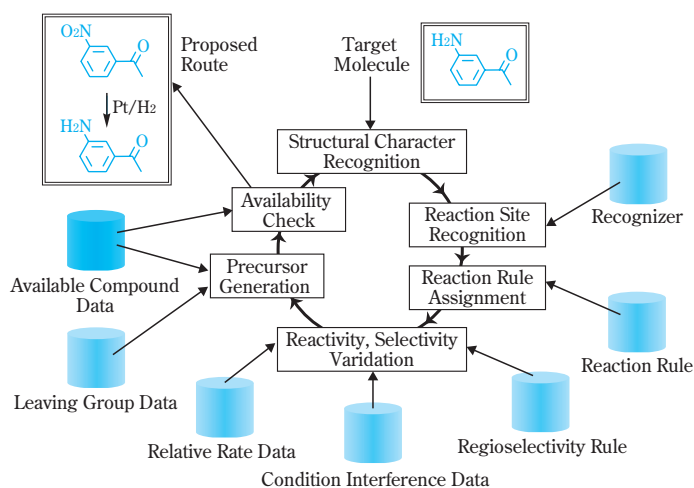 O2N
O
Pt/H2
H2N
O
Proposed
Route
Target
Molecule
H2N
O
Structural Character
Recognition
Availability
Check
Reaction Site
Recognition
Recognizer
Available Compound
Data
Precursor
Generation
Reaction Rule
Assignment
Reactivity, Selectivity
Varidation
Reaction Rule
Leaving Group Data
Relative Rate Data
Regioselectivity Rule
Condition Interference Data